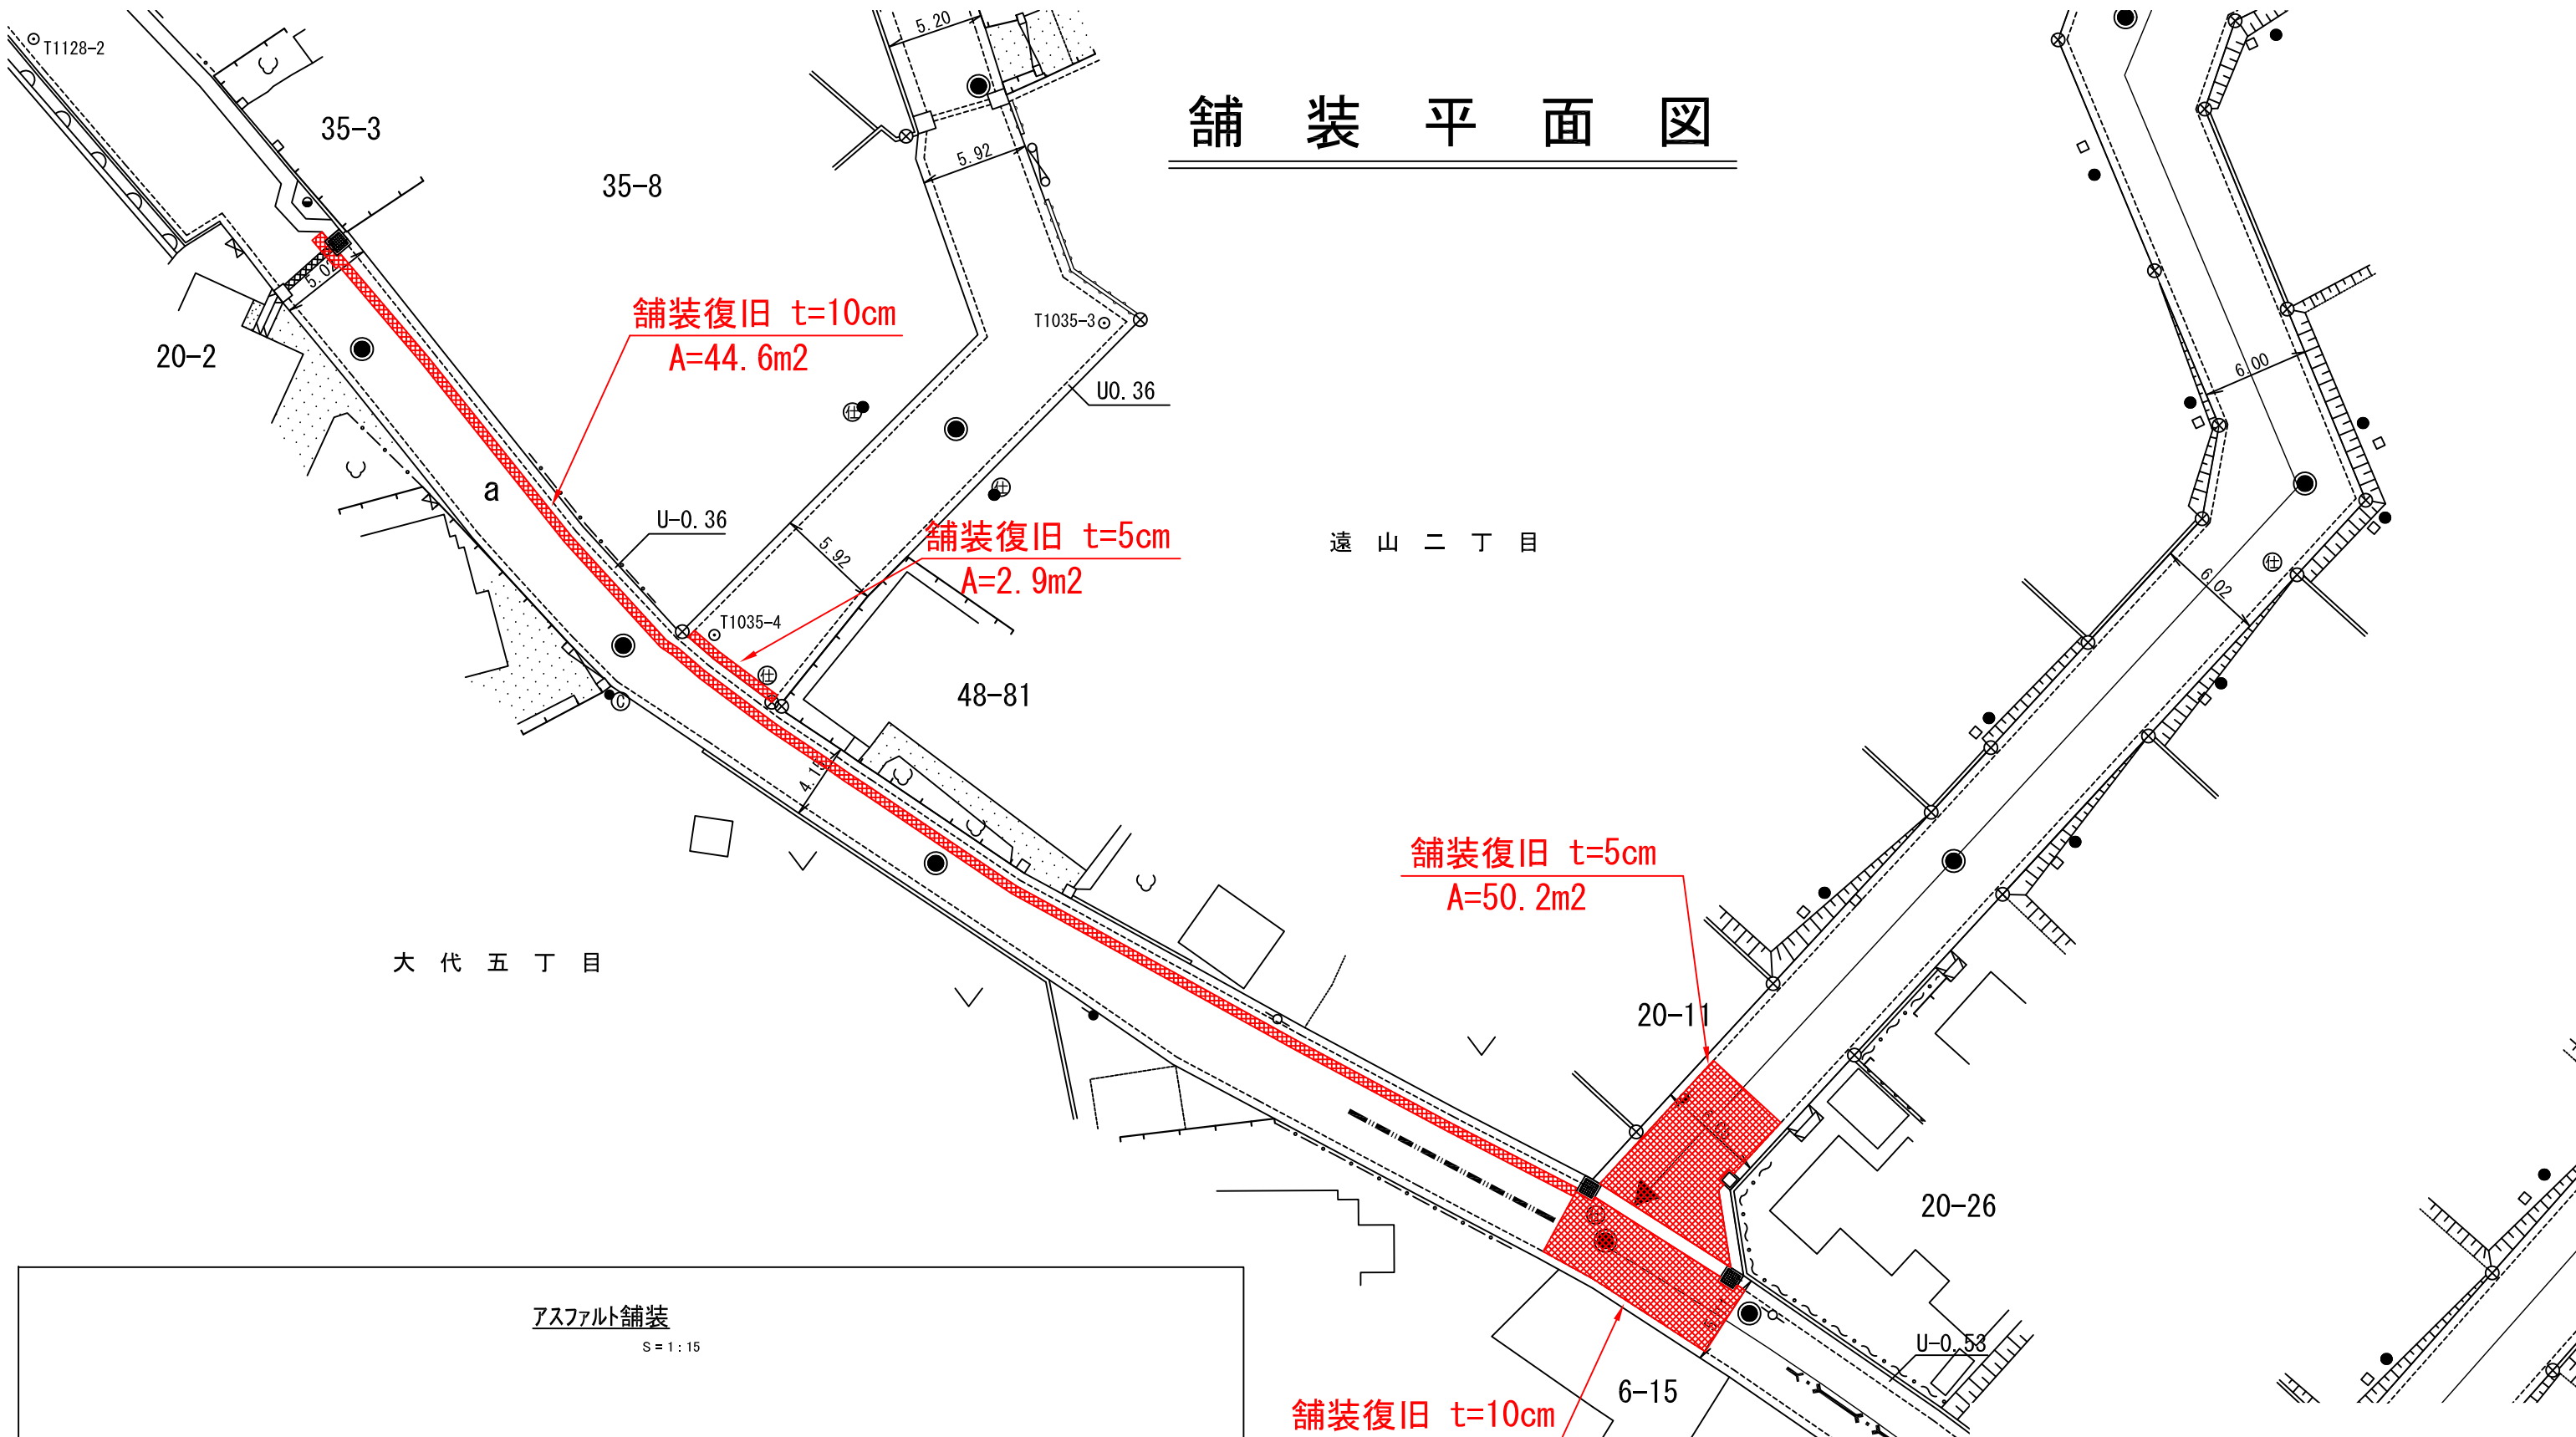 舗装平面図
T1128-2
35-3
35-8
5.20
5.92
T1035-3
20-2
舗装復旧 t=10cm
A=44.6m2
U0.36
6.00
a
U-0.36
舗装復旧 t=5cm
A=2.9m2
5.92
仕
仕
遠山二丁目
6.02
仕
T1035-4
仕
C
48-81
舗装復旧 t=5cm
A=50.2m2
大代五丁目
20-11
20-26
アスファルト舗装
S=1:15
U-0.53
6-15
舗装復旧 t=10cm